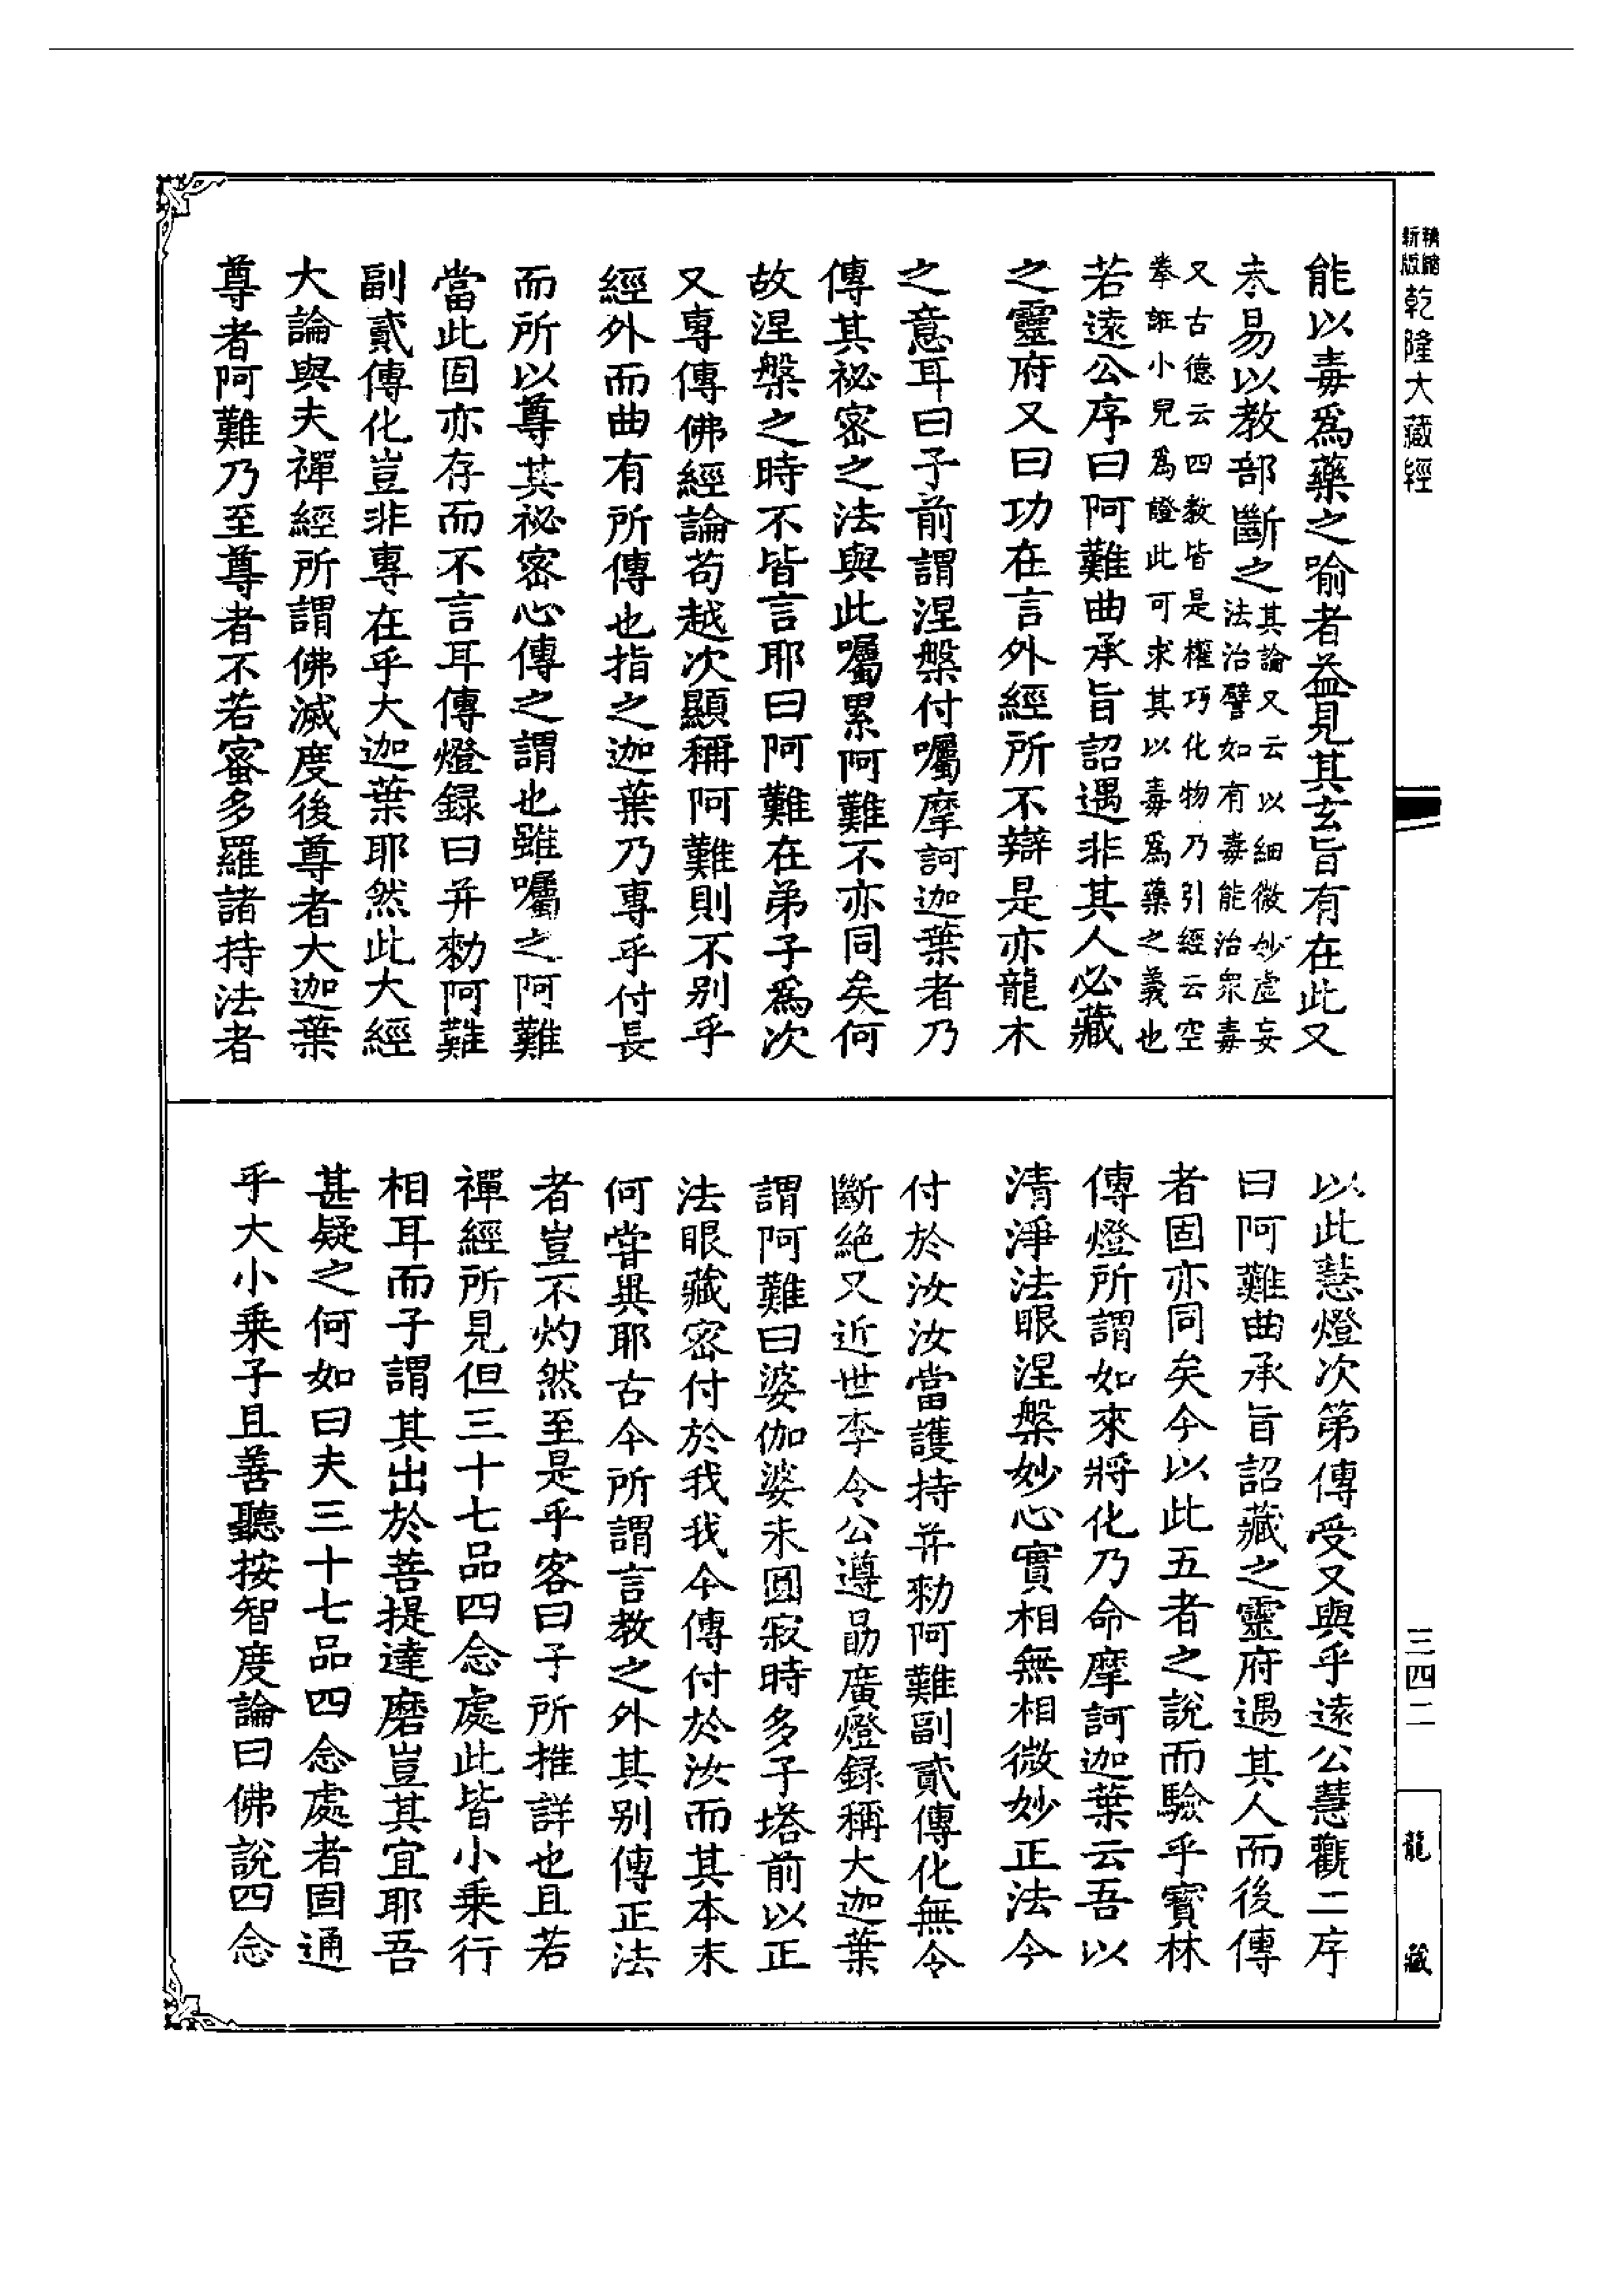 精縮新版乾隆大藏經
能以毒爲藥之喻者益見其玄旨有在此又
未易以教部斷之其論又云以細微妙虛妄法治譬如有毒能治衆毒
又古德云四教皆是權巧化物乃引經云空拳誑小兒爲證此可求其以毒爲藥之義也
若遠公序曰阿難曲承旨詔遇非其人必藏
之靈府又曰功在言外經所不辯是亦龍木
之意耳曰子前謂涅槃付囑摩訶迦葉者乃
傳其祕密之法與此囑累阿難不亦同矣何
故涅槃之時不皆言耶曰阿難在弟子爲次
又專傳佛經論苟越次顯稱阿難則不別乎
經外而曲有所傳也指之迦葉乃專乎付長
而所以尊其祕密心傳之謂也雖囑之阿難
當此固亦存而不言耳傳燈録曰并勑阿難
副貳傳化豈非專在乎大迦葉耶然此大經
大論與夫禪經所謂佛滅度後尊者大迦葉
尊者阿難乃至尊者不若蜜多羅諸持法者
以此慧燈次第傳受又與乎遠公慧觀二序
曰阿難曲承旨詔藏之靈府遇其人而後傳
者固亦同矣今以此五者之說而驗乎寶林
傳燈所謂如來將化乃命摩訶迦葉云吾以
清淨法眼涅槃妙心實相無相微妙正法今
付於汝汝當護持并勑阿難副貳傳化無令
斷絶又近世李令公遵勗廣燈録稱大迦葉
謂阿難曰婆伽婆未圓寂時多子塔前以正
法眼藏密付於我我今傳付於汝而其本末
何嘗異耶古今所謂言教之外其別傳正法
者豈不灼然至是乎客曰子所推詳也且若
禪經所見但三十七品四念處此皆小乘行
相耳而子謂其出於菩提達磨豈其宜耶吾
甚疑之何如曰夫三十七品四念處者固通
乎大小乘子且善聽按智度論曰佛說四念
三四二
龍藏